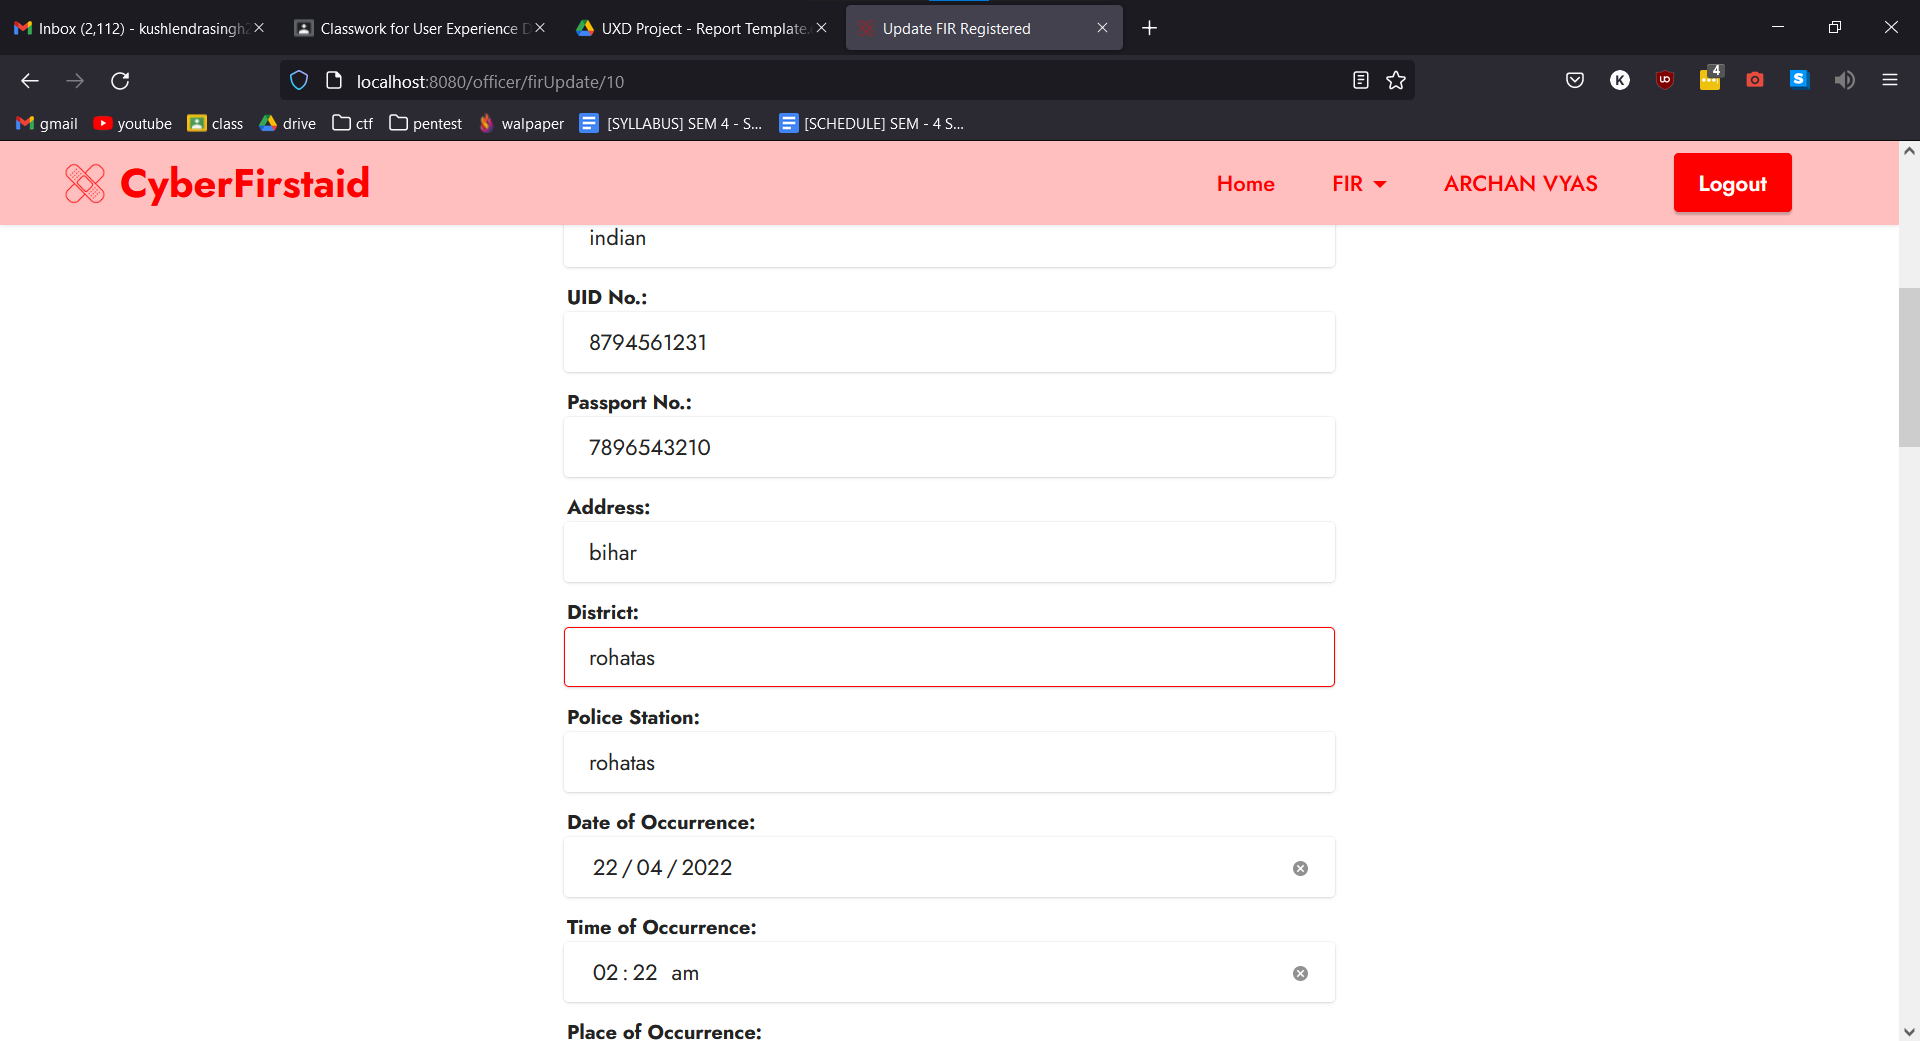 Inbox (2,112) - kushlendrasingh2
Classwork for User Experience D
UXD Project - Report Template.
Update FIR Registered
localhost:8080/officer/firUpdate/10
K
uo
4
S
gmail
youtube
class
drive
ctf
pentest
walpaper
[SYLLABUS] SEM 4 - S...
[SCHEDULE] SEM - 4 S...
CyberFirstaid
Home
FIR
ARCHAN VYAS
Logout
indian
UID No.:
8794561231
Passport No.:
7896543210
Address:
bihar
District:
rohatas
Police Station:
rohatas
Date of Occurrence:
22 / 04 / 2022
Time of Occurrence:
02 : 22 am
Place of Occurrence: